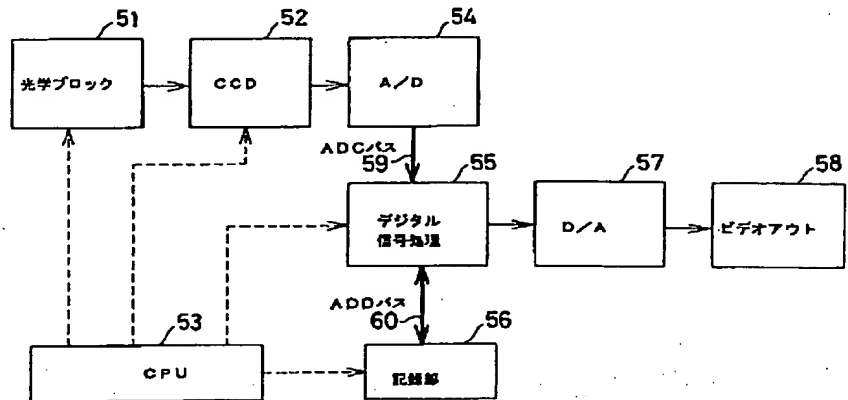 51
52
54
光学ブロック
CCD
A/D
ADCバス
59
55
57
58
デジタル
信号処理
D/A
ビデオアウト
ADDバス
60
53
56
CPU
記録部